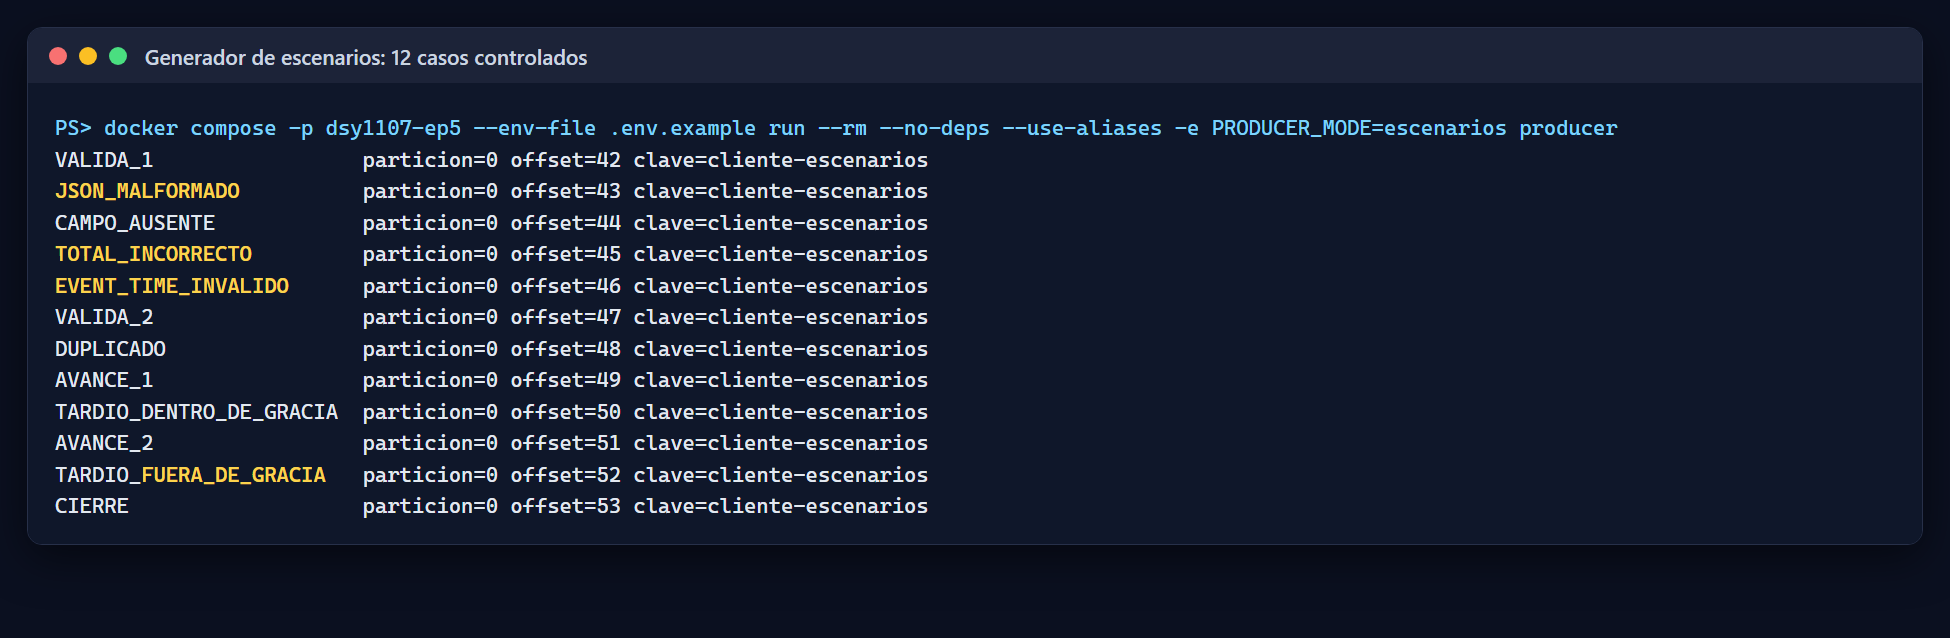 Generador de escenarios: 12 casos controlados
PS> docker compose -p dsy1107-ep5 --env-file .env.example run --rm --no-deps --use-aliases -e PRODUCER_MODE=escenarios producer
VALIDA_1 particion=0 offset=42 clave=cliente-escenarios
JSON_MALFORMADO particion=0 offset=43 clave=cliente-escenarios
CAMPO_AUSENTE particion=0 offset=44 clave=cliente-escenarios
TOTAL_INCORRECTO particion=0 offset=45 clave=cliente-escenarios
EVENT_TIME_INVALIDO particion=0 offset=46 clave=cliente-escenarios
VALIDA_2 particion=0 offset=47 clave=cliente-escenarios
DUPLICADO particion=0 offset=48 clave=cliente-escenarios
AVANCE_1 particion=0 offset=49 clave=cliente-escenarios
TARDIO_DENTRO_DE_GRACIA particion=0 offset=50 clave=cliente-escenarios
AVANCE_2 particion=0 offset=51 clave=cliente-escenarios
TARDIO_FUERA_DE_GRACIA particion=0 offset=52 clave=cliente-escenarios
CIERRE particion=0 offset=53 clave=cliente-escenarios